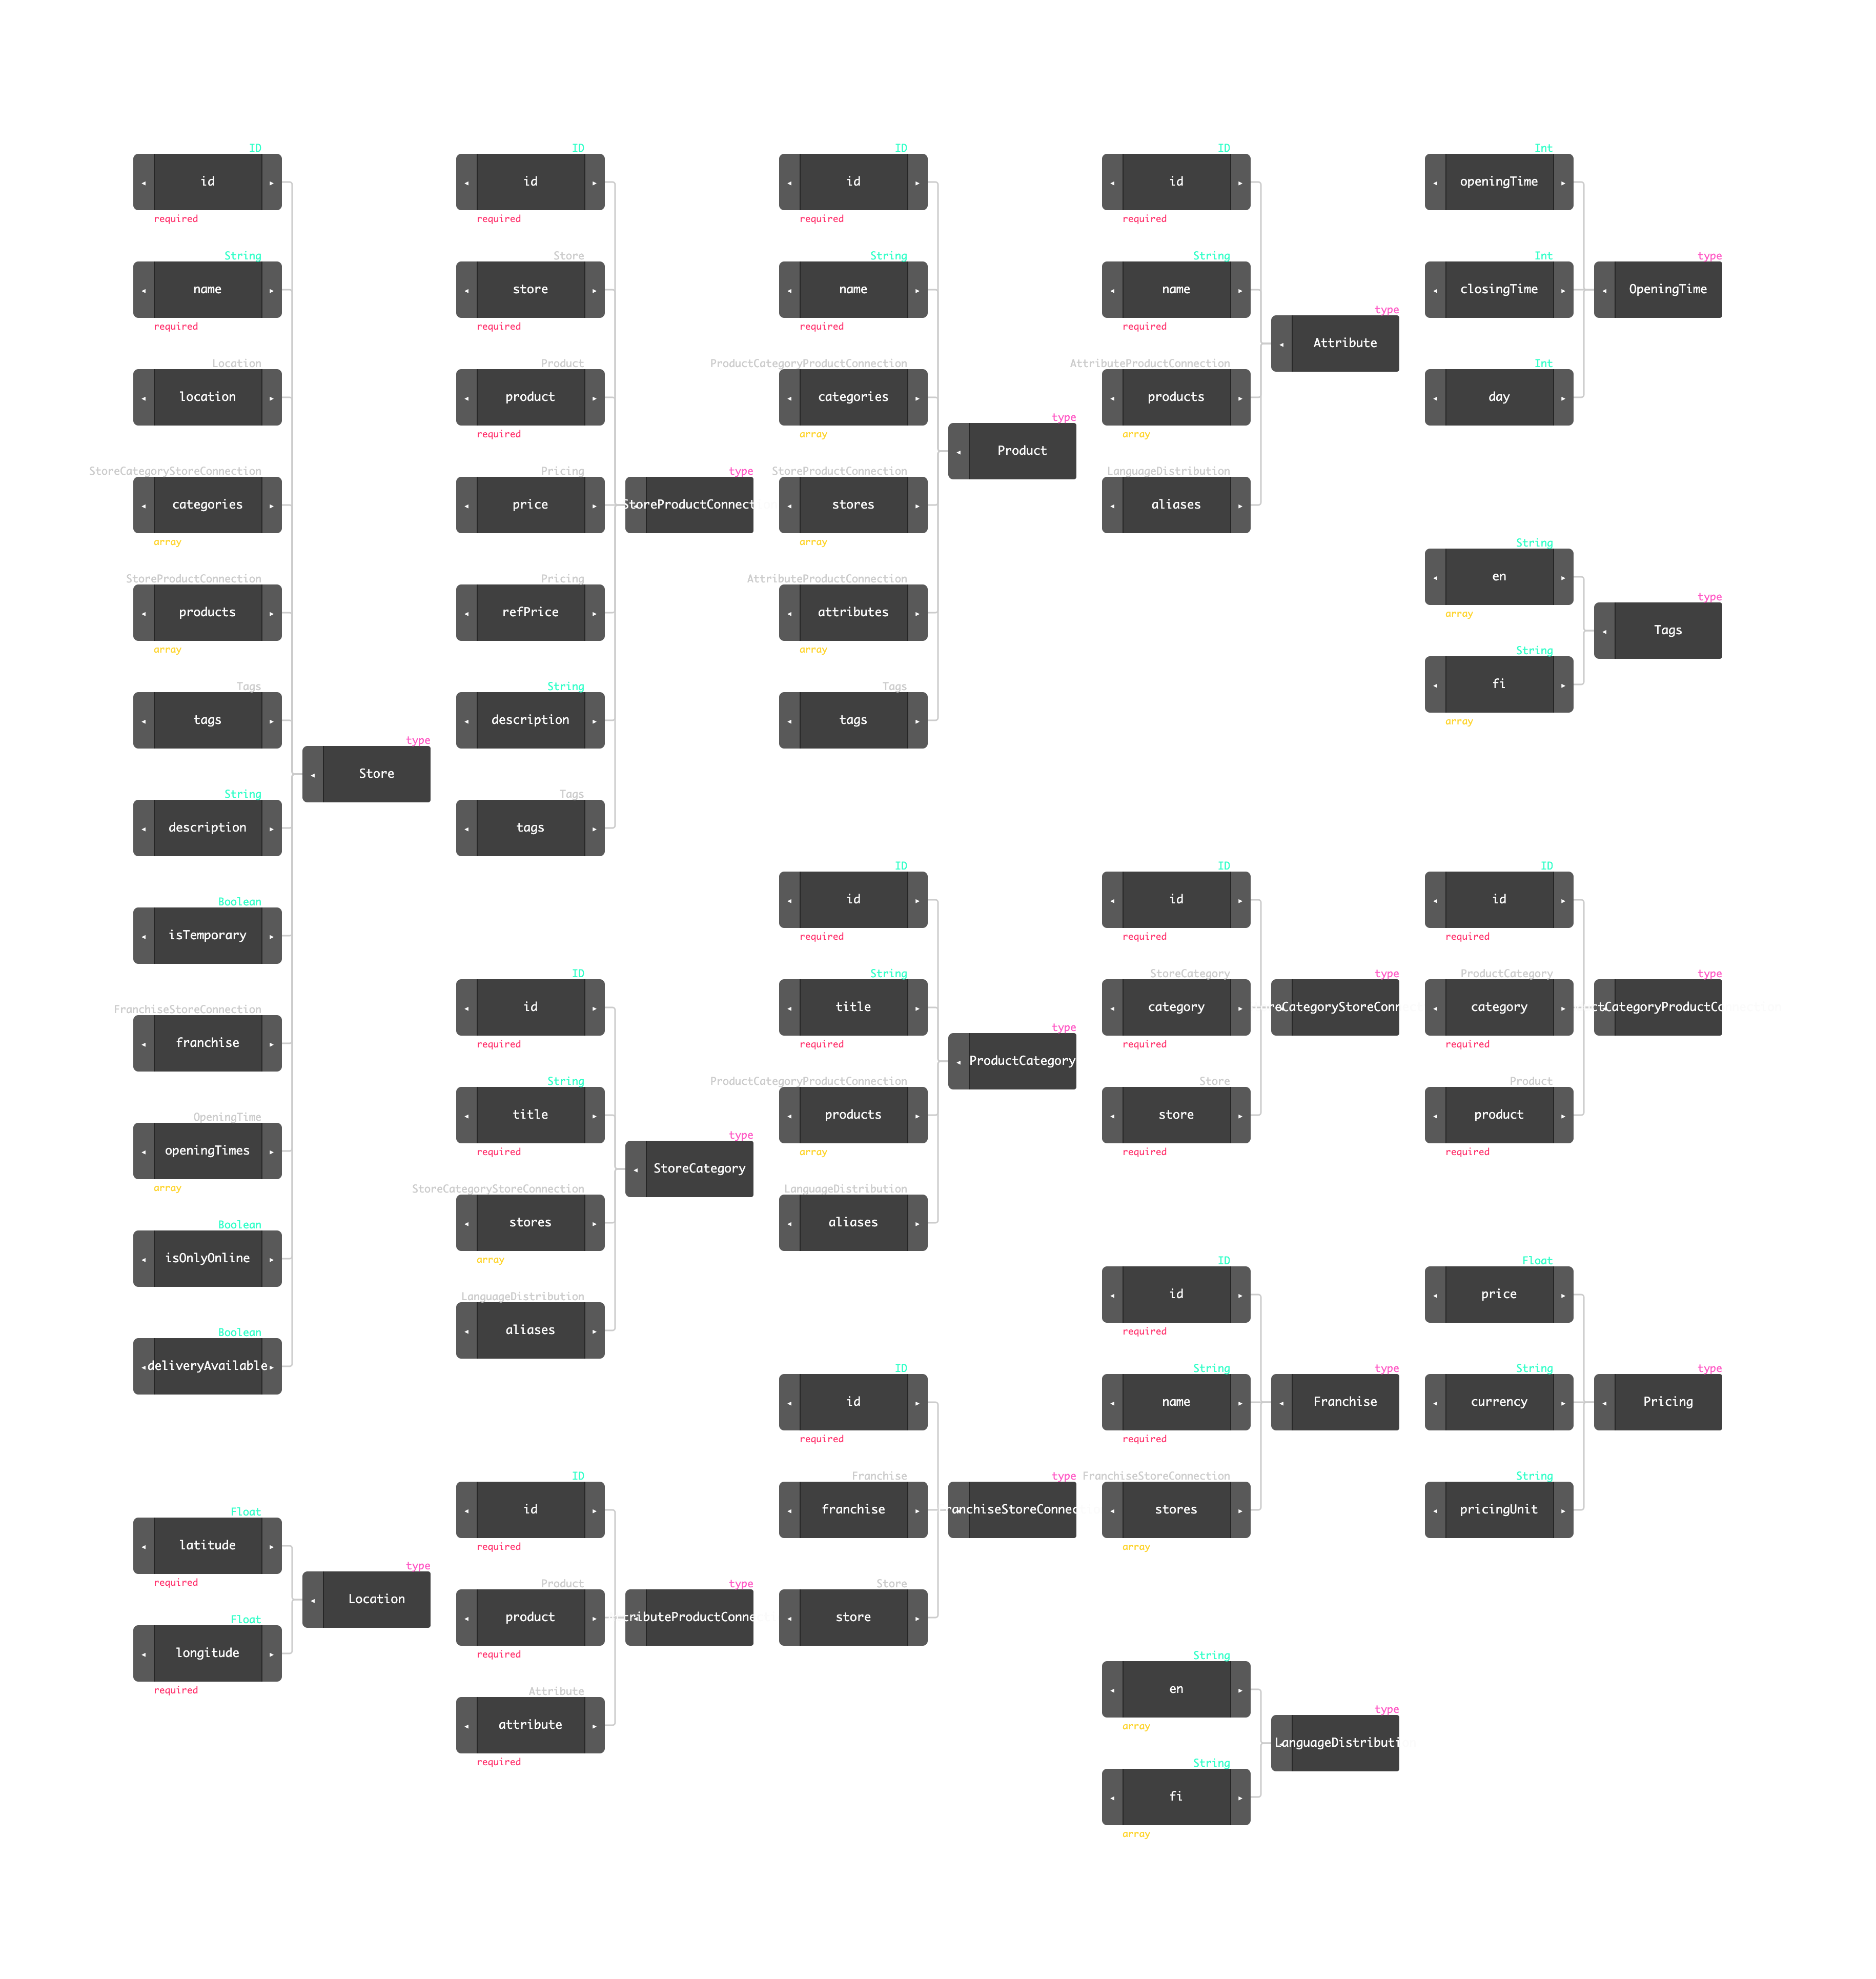 ID
id
required
String
name
required
Location
location
StoreCategoryStoreConnection
categories
array
StoreProductConnection
products
array
Tags
tags
String
description
Boolean
isTemporary
FranchiseStoreConnection
franchise
OpeningTime
openingTimes
array
Boolean
isOnlyOnline
Boolean
deliveryAvailable
type
Store
Float
latitude
required
Float
longitude
required
type
Location
ID
id
required
Store
store
required
Product
product
required
Pricing
price
Pricing
refPrice
String
description
Tags
tags
type
StoreProductConnect
ID
id
required
String
title
required
StoreCategoryStoreConnection
stores
array
LanguageDistribution
aliases
type
StoreCategory
ID
id
required
Product
product
required
Attribute
attribute
required
type
tributeProductConne
ID
id
required
String
name
required
ProductCategoryProductConnection
categories
array
StoreProductConnection
stores
array
AttributeProductConnection
attributes
array
Tags
tags
type
Product
ID
id
required
String
title
required
ProductCategoryProductConnection
products
array
LanguageDistribution
aliases
type
ProductCategory
ID
id
required
Franchise
franchise
Store
store
type
ranchiseStoreConnec
ID
id
required
String
name
required
AttributeProductConnection
products
array
LanguageDistribution
aliases
type
Attribute
ID
id
required
StoreCategory
category
required
Store
store
type
reCategoryStoreConn
ID
id
required
String
name
required
FranchiseStoreConnection
stores
array
type
Franchise
String
en
array
String
fi
array
type
LanguageDistributi
Int
openingTime
Int
closingTime
Int
day
type
OpeningTime
String
en
array
String
fi
array
type
Tags
ID
id
required
ProductCategory
category
required
Product
product
required
type
ctCategoryProductCo
Float
price
String
currency
String
pricingUnit
type
Pricing